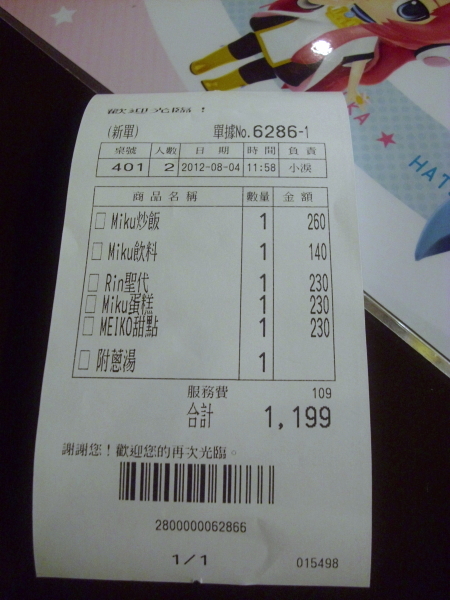 歡迎光臨！
(新單) 單據No.6286-1
桌號 人數 日期 時間 負責
401 2 2012-08-04 11:58 小淚
商品名稱 數量 金額
□ Miku炒飯 1 260
□ Miku飲料 1 140
□ Rin聖代 1 230
□ Miku蛋糕 1 230
□ MEIKO甜點 1 230
□ 附蔥湯 1
服務費 109
合計 1,199
謝謝您！歡迎您的再次光臨。
2800000062866
1/1 015498
KA ★
★ HAT